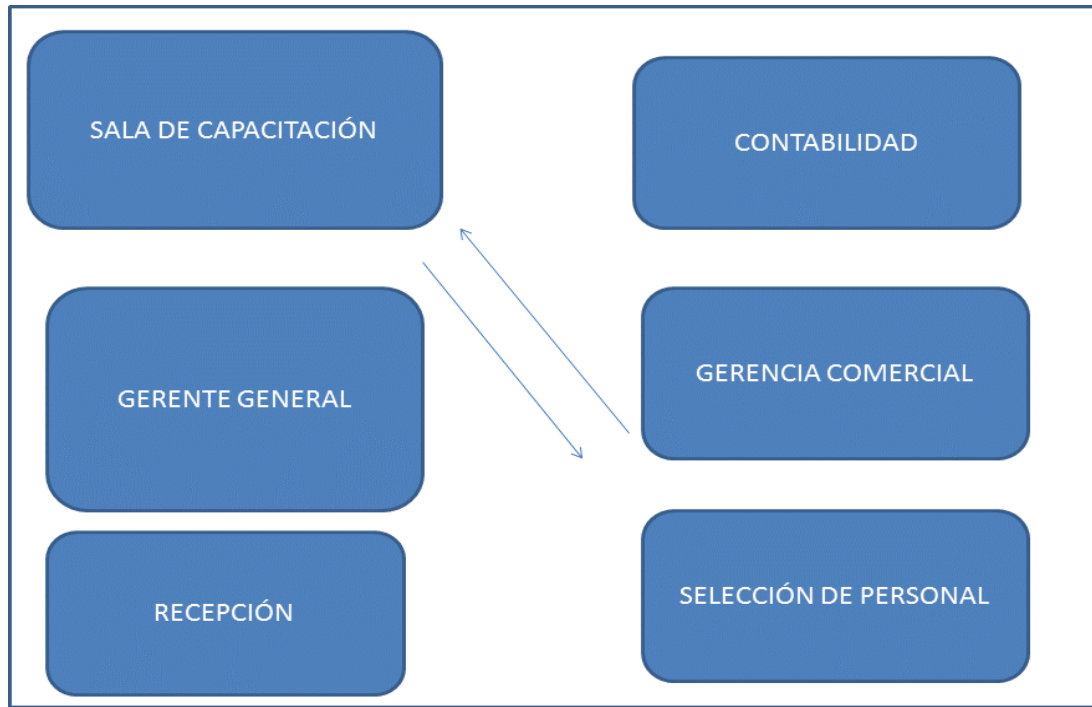 SALA DE CAPACITACIÓN
CONTABILIDAD
GERENTE GENERAL
GERENCIA COMERCIAL
RECEPCIÓN
SELECCIÓN DE PERSONAL